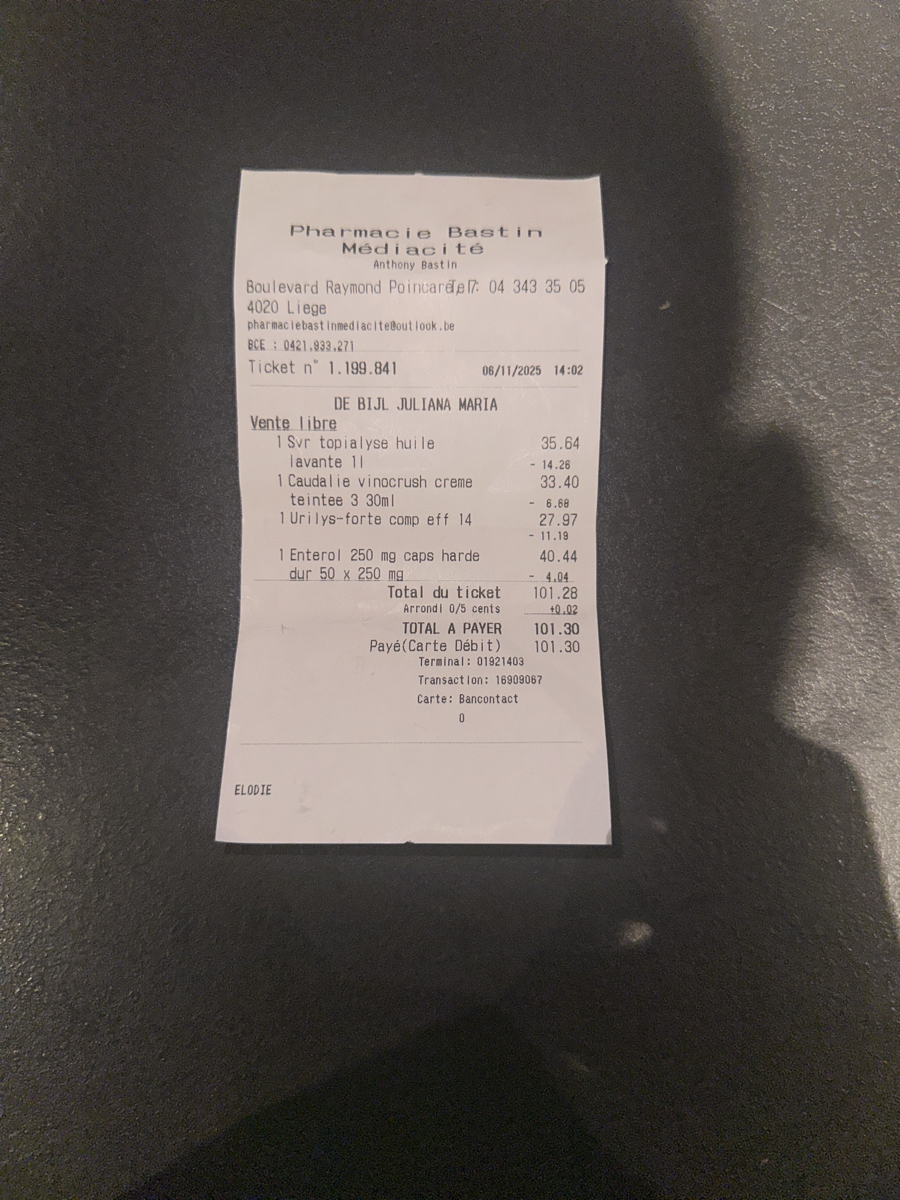 Pharmacie Bastin
Médiacité
Anthony Bastin
Boulevard Raymond Poincaré 7 Tel: 04 343 35 05
4020 Liege
pharmaciebastinmediacite@outlook.be
BCE : 0421.933.271
Ticket n° 1.199.841 06/11/2025 14:02
DE BIJL JULIANA MARIA
Vente libre
1 Svr topialyse huile 35.64
lavante 1l - 14.26
1 Caudalie vinocrush creme 33.40
teintee 3 30ml - 6.68
1 Urilys-forte comp eff 14 27.97
- 11.19
1 Enterol 250 mg caps harde 40.44
dur 50 x 250 mg - 4.04
Total du ticket 101.28
Arrondi 0/5 cents +0.02
TOTAL A PAYER 101.30
Payé(Carte Débit) 101.30
Terminal: 01921403
Transaction: 16909067
Carte: Bancontact
0
ELODIE